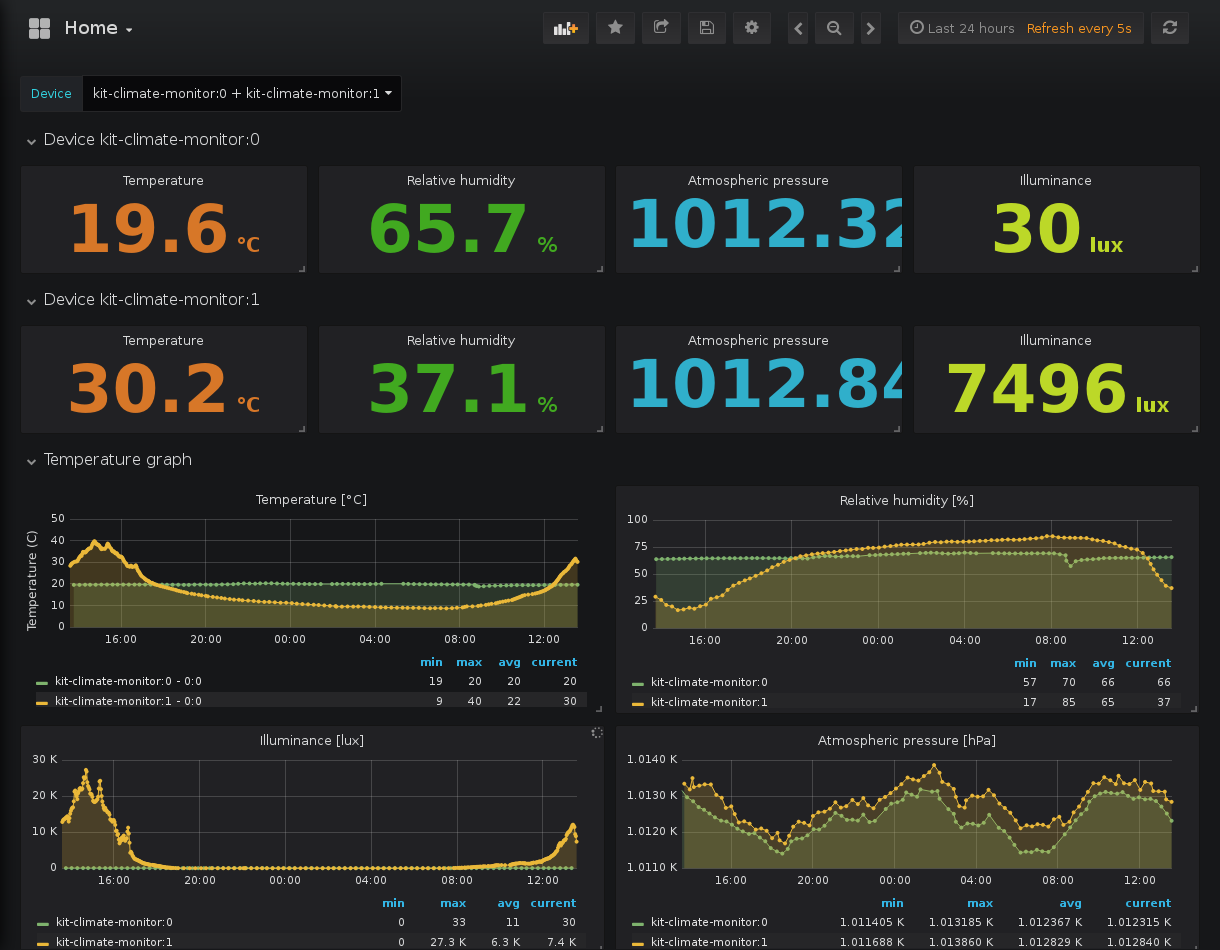 Home
Last 24 hours Refresh every 5s
Device kit-climate-monitor:0 + kit-climate-monitor:1
Device kit-climate-monitor:0
Temperature Relative humidity Atmospheric pressure Illuminance
19.6 °C 65.7 % 1012.32 30 lux
Device kit-climate-monitor:1
Temperature Relative humidity Atmospheric pressure Illuminance
30.2 °C 37.1 % 1012.84 7496 lux
Temperature graph
Temperature [°C]
Temperature (C)
50
40
30
20
10
0
16:00 20:00 00:00 04:00 08:00 12:00
min max avg current
kit-climate-monitor:0 - 0:0 19 20 20 20
kit-climate-monitor:1 - 0:0 9 40 22 30
Relative humidity [%]
100
75
50
25
0
16:00 20:00 00:00 04:00 08:00 12:00
min max avg current
kit-climate-monitor:0 57 70 66 66
kit-climate-monitor:1 17 85 65 37
Illuminance [lux]
30 K
20 K
10 K
0
16:00 20:00 00:00 04:00 08:00 12:00
min max avg current
kit-climate-monitor:0 0 33 11 30
kit-climate-monitor:1 0 27.3 K 6.3 K 7.4 K
Atmospheric pressure [hPa]
1.0140 K
1.0130 K
1.0120 K
1.0110 K
16:00 20:00 00:00 04:00 08:00 12:00
min max avg current
kit-climate-monitor:0 1.011405 K 1.013185 K 1.012367 K 1.012315 K
kit-climate-monitor:1 1.011688 K 1.013860 K 1.012829 K 1.012840 K